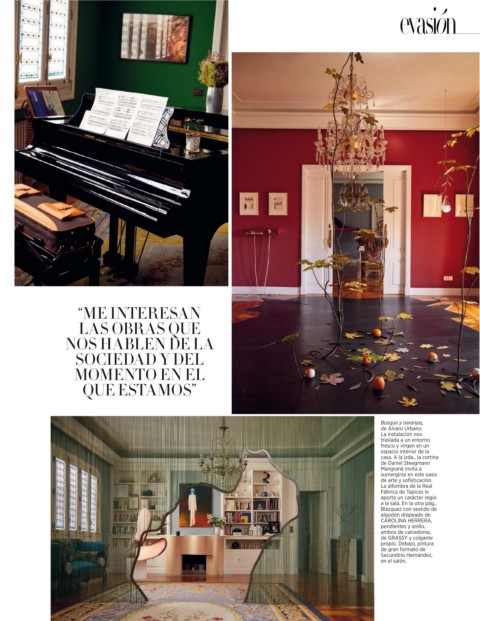 evasión
“ME INTERESAN
LAS OBRAS QUE
NOS HABLEN DE LA
SOCIEDAD Y DEL
MOMENTO EN EL
QUE ESTAMOS”
Bosque y naranjas,
de Álvaro Urbano.
La instalación nos
traslada a un entorno
fresco y virgen en un
espacio interior de la
casa. A la izda., la cortina
de Daniel Steegmann
Mangrané invita a
sumergirse en este oasis
de arte y sofisticación.
La alfombra de la Real
Fábrica de Tapices le
aporta un carácter regio
a la sala. En la otra pág.,
Blázquez con vestido de
algodón drapeado de
CAROLINA HERRERA,
pendientes y anillo,
ambos de calcedonia,
de GRASSY y colgante
propio. Debajo, pintura
de gran formato de
Secundino Hernández,
en el salón.